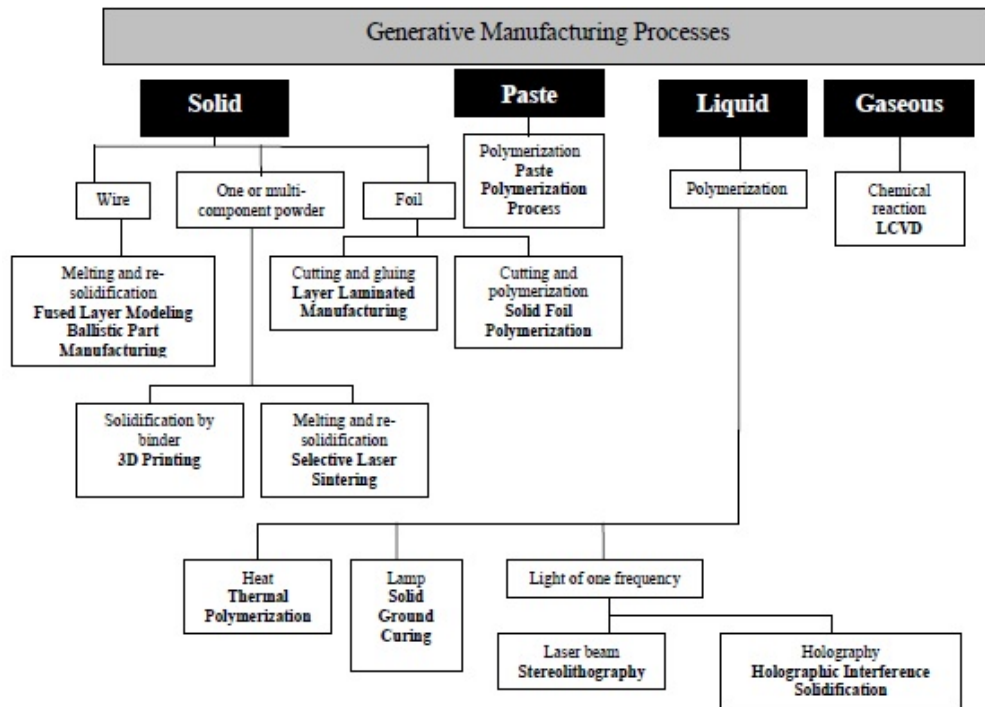 Generative Manufacturing Processes
Solid
Paste
Liquid
Gaseous
Wire
One or multi-
component powder
Foil
Polymerization
Paste
Polymerization
Process
Polymerization
Chemical
reaction
LCVD
Melting and re-
solidification
Fused Layer Modeling
Ballistic Part
Manufacturing
Cutting and gluing
Layer Laminated
Manufacturing
Cutting and
polymerization
Solid Foil
Polymerization
Solidification by
binder
3D Printing
Melting and re-
solidification
Selective Laser
Sintering
Heat
Thermal
Polymerization
Lamp
Solid
Ground
Curing
Light of one frequency
Laser beam
Stereolithography
Holography
Holographic Interference
Solidification